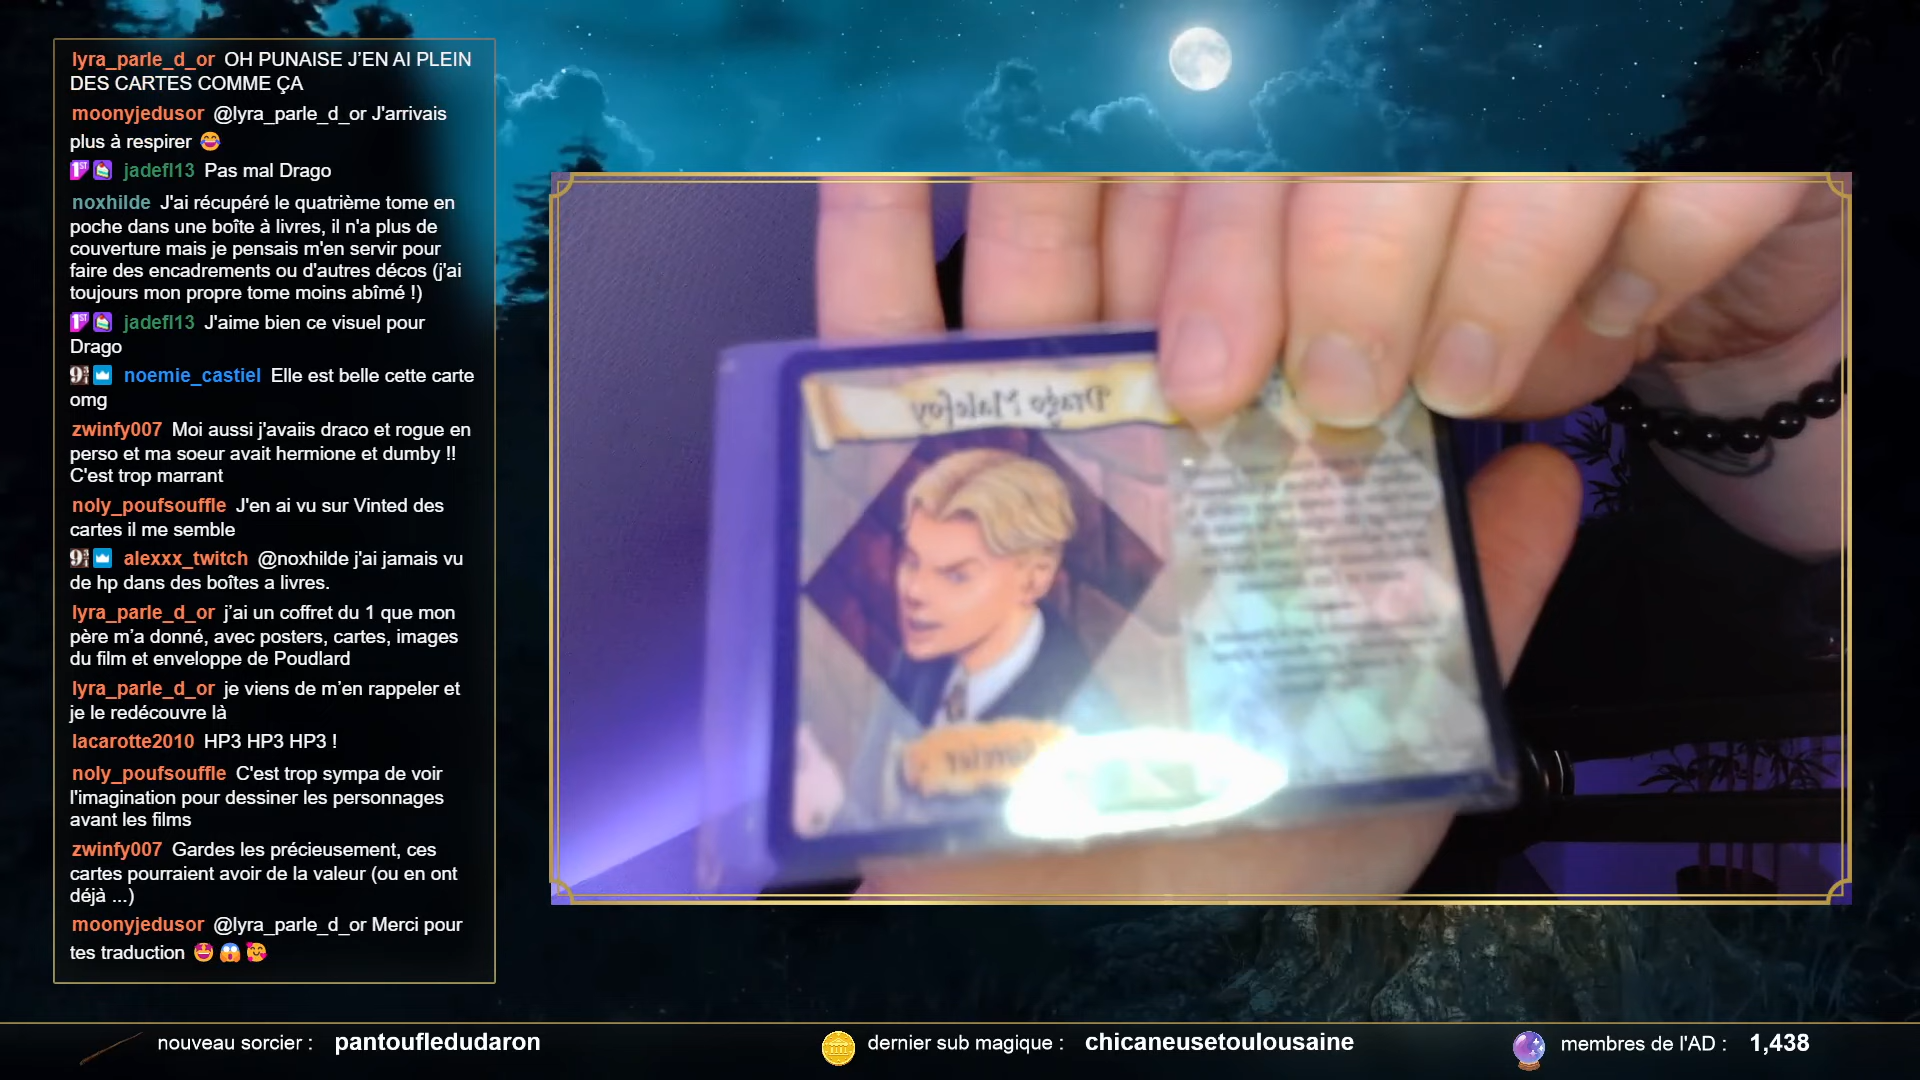 lyra_parle_d_or OH PUNAISE J'EN AI PLEIN
DES CARTES COMME ÇA
moonyjedusor @lyra_parle_d_or J'arrivais
plus à respirer 😂
1ST jadefl13 Pas mal Drago
noxhilde J'ai récupéré le quatrième tome en
poche dans une boîte à livres, il n'a plus de
couverture mais je pensais m'en servir pour
faire des encadrements ou d'autres décos (j'ai
toujours mon propre tome moins abîmé !)
1ST jadefl13 J'aime bien ce visuel pour
Drago
noemie_castiel Elle est belle cette carte
omg
zwinfy007 Moi aussi j'avaiis draco et rogue en
perso et ma soeur avait hermione et dumby !!
C'est trop marrant
noly_poufsouffle J'en ai vu sur Vinted des
cartes il me semble
alexxx_twitch @noxhilde j'ai jamais vu
de hp dans des boîtes a livres.
lyra_parle_d_or j’ai un coffret du 1 que mon
père m’a donné, avec posters, cartes, images
du film et enveloppe de Poudlard
lyra_parle_d_or je viens de m’en rappeler et
je le redécouvre là
lacarotte2010 HP3 HP3 HP3 !
noly_poufsouffle C'est trop sympa de voir
l'imagination pour dessiner les personnages
avant les films
zwinfy007 Gardes les précieusement, ces
cartes pourraient avoir de la valeur (ou en ont
déjà ...)
moonyjedusor @lyra_parle_d_or Merci pour
tes traduction 🤩 😱 🥰
Drago Malefoy
nouveau sorcier : pantoufledudaron
dernier sub magique : chicaneusetoulousaine
membres de l'AD : 1,438